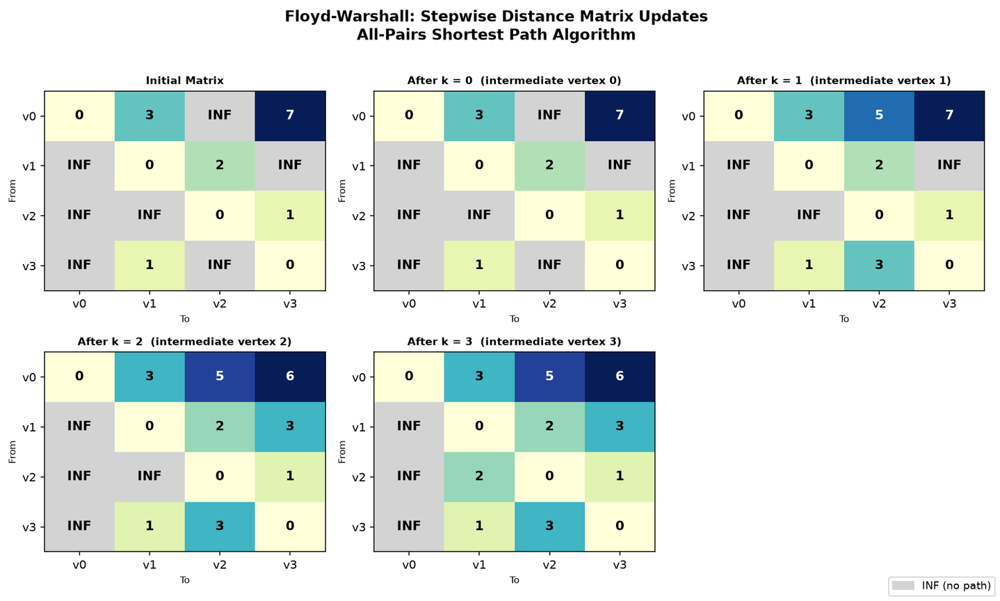 Floyd-Warshall: Stepwise Distance Matrix Updates
All-Pairs Shortest Path Algorithm
Initial Matrix
From
v0 0 3 INF 7
v1 INF 0 2 INF
v2 INF INF 0 1
v3 INF 1 INF 0
v0 v1 v2 v3
To
After k = 0 (intermediate vertex 0)
From
0 3 INF 7
v1 INF 0 2 INF
v2 INF INF 0 1
v3 INF 1 INF 0
v0 v1 v2 v3
To
After k = 1 (intermediate vertex 1)
From
v0 0 3 5 7
v1 INF 0 2 INF
v2 INF INF 0 1
v3 INF 1 3 0
v0 v1 v2 v3
To
After k = 2 (intermediate vertex 2)
From
v0 0 3 5 6
v1 INF 0 2 3
v2 INF INF 0 1
v3 INF 1 3 0
v0 v1 v2 v3
To
After k = 3 (intermediate vertex 3)
From
v0 0 3 5 6
v1 INF 0 2 3
v2 INF 2 0 1
v3 INF 1 3 0
v0 v1 v2 v3
To
INF (no path)